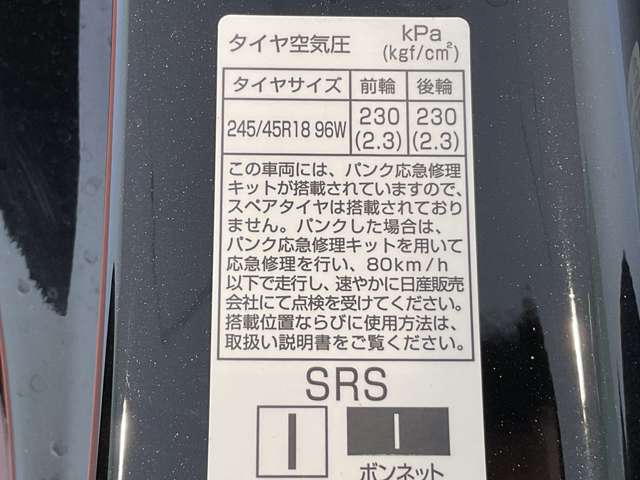 タイヤ空気圧 kPa
(kgf/cm²)
タイヤサイズ 前輪 後輪
245/45R18 96W 230 (2.3) 230 (2.3)
この車両には、パンク応急修理
キットが搭載されていますので、
スペアタイヤは搭載されており
ません。パンクした場合は、
パンク応急修理キットを用いて
応急修理を行い、80km/h
以下で走行し、速やかに日産販売
会社にて点検を受けてください。
搭載位置ならびに使用方法は、
取扱い説明書をご覧ください。
SRS
ボンネット